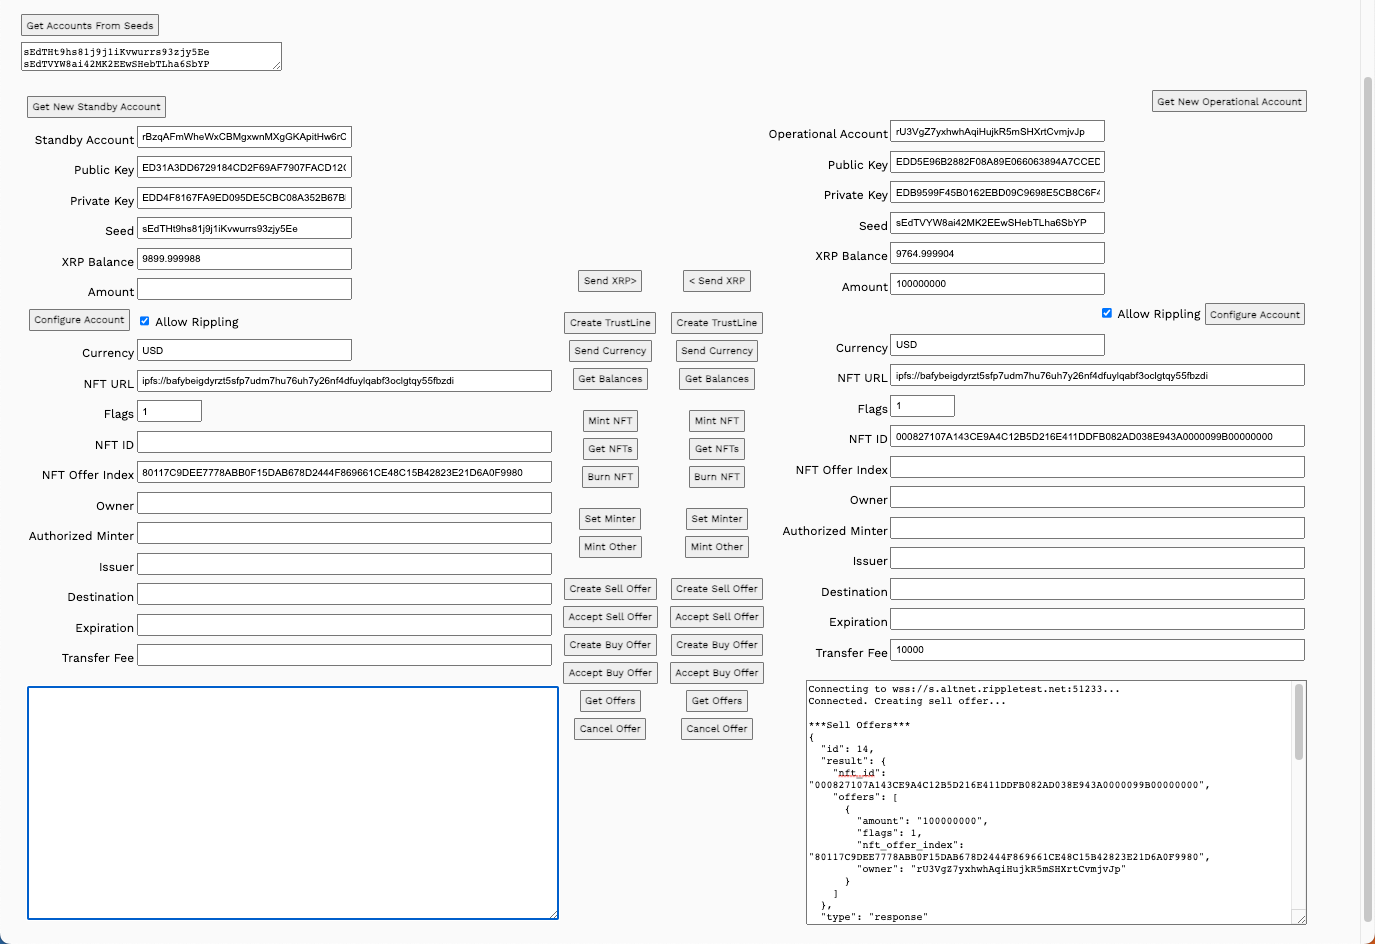 Get Accounts From Seeds
sEdTHt9hs81j9j1iKvwurrs93zjy5Ee
sEdTVYW8ai42MK2EEwSHebTLha6SbYP
Get New Standby Account
Standby Account rBzqAFmWheWxCBMgxwnMXgGKApitHw6rC
Public Key ED31A3DD6729184CD2F69AF7907FACD12C
Private Key EDD4F8167FA9ED095DE5CBC08A352B67B
Seed sEdTHt9hs81j9j1iKvwurrs93zjy5Ee
XRP Balance 9899.999988
Amount
Configure Account Allow Rippling
Currency USD
NFT URL ipfs://bafybeigdyrzt5sfp7udm7hu76uh7y26nf4dfuylqabf3oclgtqy55fbzdi
Flags 1
NFT ID
NFT Offer Index 80117C9DEE7778ABB0F15DAB678D2444F869661CE48C15B42823E21D6A0F9980
Owner
Authorized Minter
Issuer
Destination
Expiration
Transfer Fee
Send XRP> < Send XRP
Create TrustLine Create TrustLine
Send Currency Send Currency
Get Balances Get Balances
Mint NFT Mint NFT
Get NFTs Get NFTs
Burn NFT Burn NFT
Set Minter Set Minter
Mint Other Mint Other
Create Sell Offer Create Sell Offer
Accept Sell Offer Accept Sell Offer
Create Buy Offer Create Buy Offer
Accept Buy Offer Accept Buy Offer
Get Offers Get Offers
Cancel Offer Cancel Offer
Get New Operational Account
Operational Account rU3VgZ7yxhwhAqiHujkR5mSHXrtCvmjvJp
Public Key EDD5E96B2882F08A89E066063894A7CCED
Private Key EDB9599F45B0162EBD09C9698E5CB8C6F4
Seed sEdTVYW8ai42MK2EEwSHebTLha6SbYP
XRP Balance 9764.999904
Amount 100000000
Allow Rippling Configure Account
Currency USD
NFT URL ipfs://bafybeigdyrzt5sfp7udm7hu76uh7y26nf4dfuylqabf3oclgtqy55fbzdi
Flags 1
NFT ID 000827107A143CE9A4C12B5D216E411DDFB082AD038E943A0000099B00000000
NFT Offer Index
Owner
Authorized Minter
Issuer
Destination
Expiration
Transfer Fee 10000
Connecting to wss://s.altnet.rippletest.net:51233...
Connected. Creating sell offer...
***Sell Offers***
{
"id": 14,
"result": {
"nft_id":
"000827107A143CE9A4C12B5D216E411DDFB082AD038E943A0000099B00000000",
"offers": [
{
"amount": "100000000",
"flags": 1,
"nft_offer_index":
"80117C9DEE7778ABB0F15DAB678D2444F869661CE48C15B42823E21D6A0F9980",
"owner": "rU3VgZ7yxhwhAqiHujkR5mSHXrtCvmjvJp"
}
]
},
"type": "response"